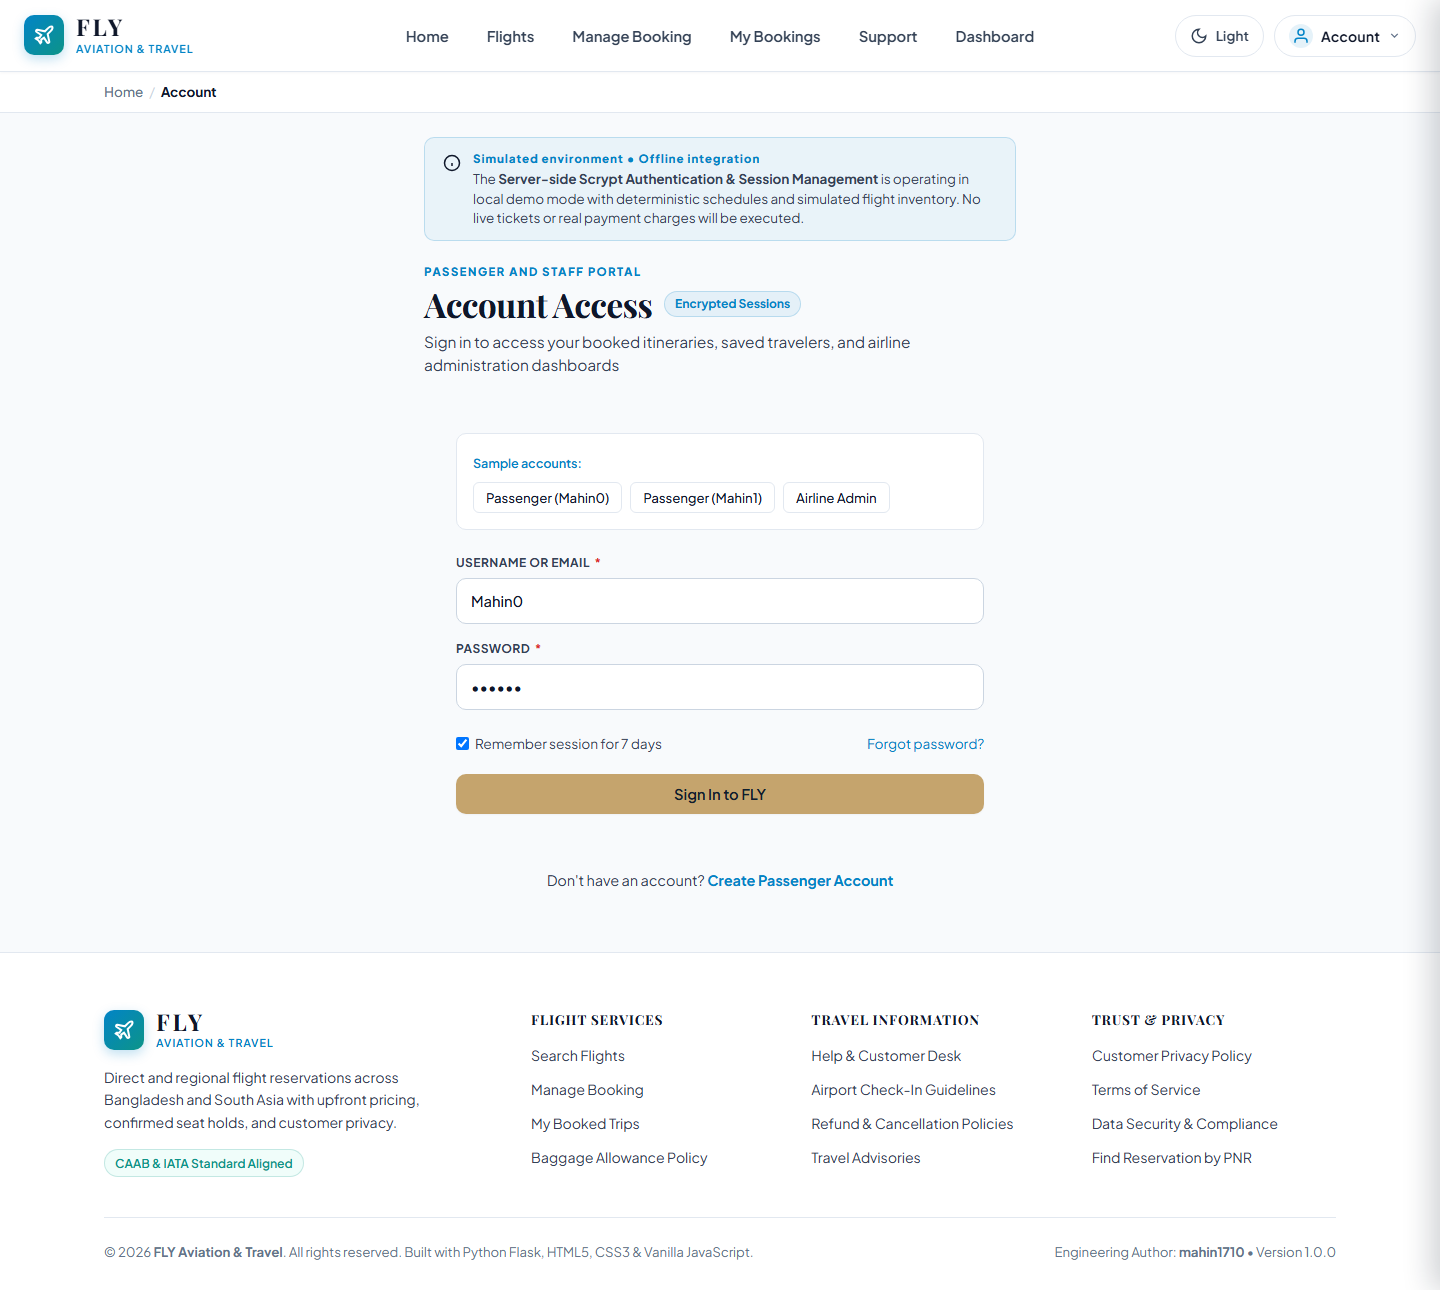 FLY
AVIATION & TRAVEL
Home
Flights
Manage Booking
My Bookings
Support
Dashboard
Light
Account
Home / Account
Simulated environment • Offline integration
The Server-side Scrypt Authentication & Session Management is operating in
local demo mode with deterministic schedules and simulated flight inventory. No
live tickets or real payment charges will be executed.
PASSENGER AND STAFF PORTAL
Account Access
Encrypted Sessions
Sign in to access your booked itineraries, saved travelers, and airline
administration dashboards
Sample accounts:
Passenger (Mahin0)
Passenger (Mahin1)
Airline Admin
USERNAME OR EMAIL *
Mahin0
PASSWORD *
••••••
Remember session for 7 days
Forgot password?
Sign In to FLY
Don't have an account? Create Passenger Account
FLY
AVIATION & TRAVEL
Direct and regional flight reservations across
Bangladesh and South Asia with upfront pricing,
confirmed seat holds, and customer privacy.
CAAB & IATA Standard Aligned
FLIGHT SERVICES
Search Flights
Manage Booking
My Booked Trips
Baggage Allowance Policy
TRAVEL INFORMATION
Help & Customer Desk
Airport Check-In Guidelines
Refund & Cancellation Policies
Travel Advisories
TRUST & PRIVACY
Customer Privacy Policy
Terms of Service
Data Security & Compliance
Find Reservation by PNR
© 2026 FLY Aviation & Travel. All rights reserved. Built with Python Flask, HTML5, CSS3 & Vanilla JavaScript.
Engineering Author: mahin1710 • Version 1.0.0